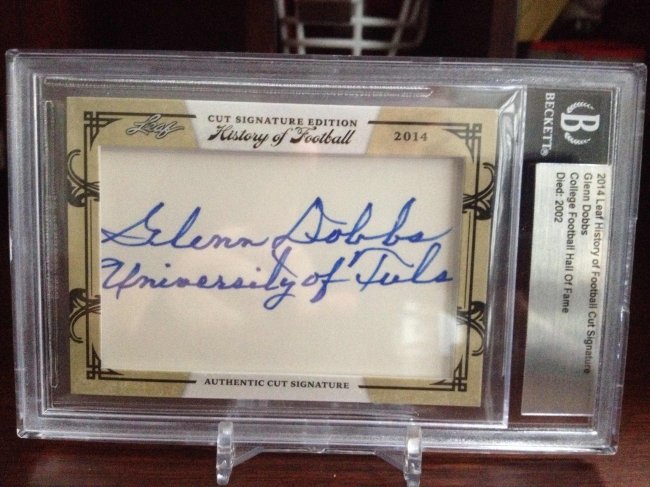 Leaf
CUT SIGNATURE EDITION
History of Football
2014
Glenn Dobbs
University of Tuls
AUTHENTIC CUT SIGNATURE
B
BECKETT
2014 Leaf History of Football Cut Signature
Glenn Dobbs
College Football Hall Of Fame
Died: 2002